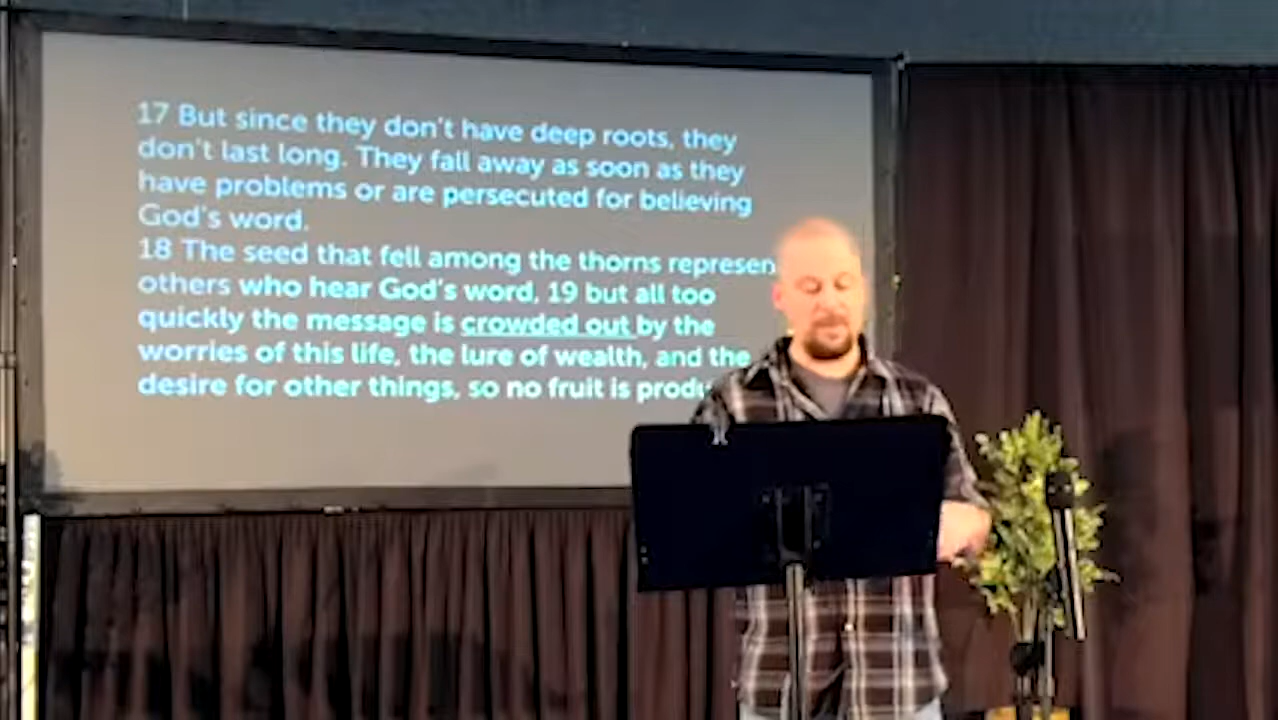 17 But since they don't have deep roots, they
don't last long. They fall away as soon as they
have problems or are persecuted for believing
God's word.
18 The seed that fell among the thorns represen
others who hear God's word, 19 but all too
quickly the message is crowded out by the
worries of this life, the lure of wealth, and the
desire for other things, so no fruit is produ